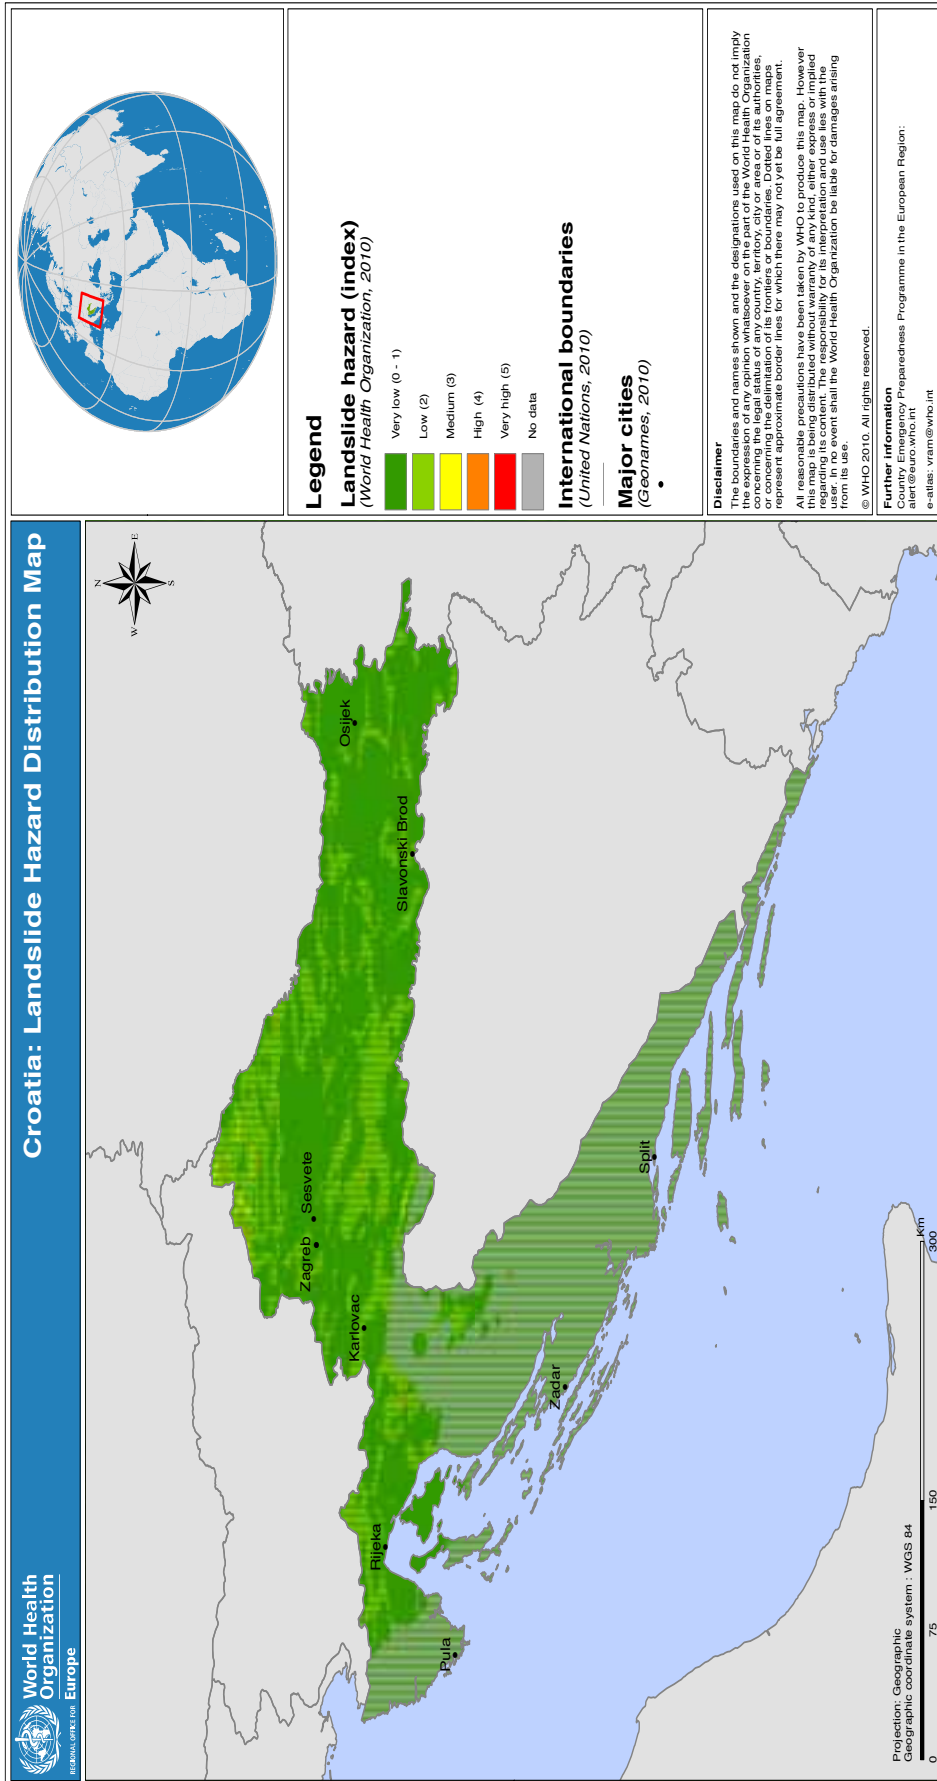 World Health
Organization
REGIONAL OFFICE FOR Europe
Croatia: Landslide Hazard Distribution Map
N
W
E
S
Osijek
Slavonski Brod
Sesvete
Zagreb
Karlovac
Rijeka
Pula
Zadar
Split
Projection: Geographic
Geographic coordinate system : WGS 84
Km
0
75
150
300
Legend
Landslide hazard (index)
(World Health Organization, 2010)
Very low (0 - 1)
Low (2)
Medium (3)
High (4)
Very high (5)
No data
International boundaries
(United Nations, 2010)
Major cities
(Geonames, 2010)
Disclaimer
The boundaries and names shown and the designations used on this map do not imply
the expression of any opinion whatsoever on the part of the World Health Organization
concerning the legal status of any country, territory, city or area or of its authorities,
or concerning the delimitation of its frontiers or boundaries. Dotted lines on maps
represent approximate border lines for which there may not yet be full agreement.
All reasonable precautions have been taken by WHO to produce this map. However
this map is being distributed without warranty of any kind, either express or implied
regarding its content. The responsibility for its interpretation and use lies with the
user. In no event shall the World Health Organization be liable for damages arising
from its use.
© WHO 2010. All rights reserved.
Further information
Country Emergency Preparedness Programme in the European Region:
alert@euro.who.int
e-atlas: vram@who.int